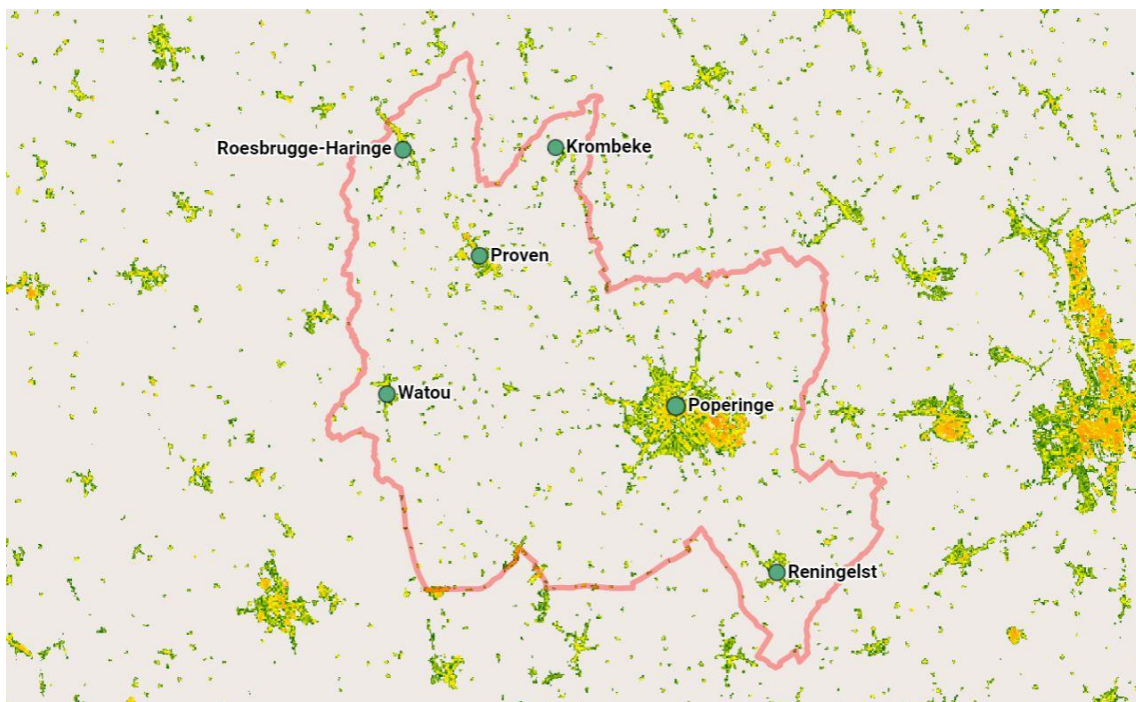 Roesbrugge-Haringe
Krombeke
Proven
Watou
Poperinge
Reningelst